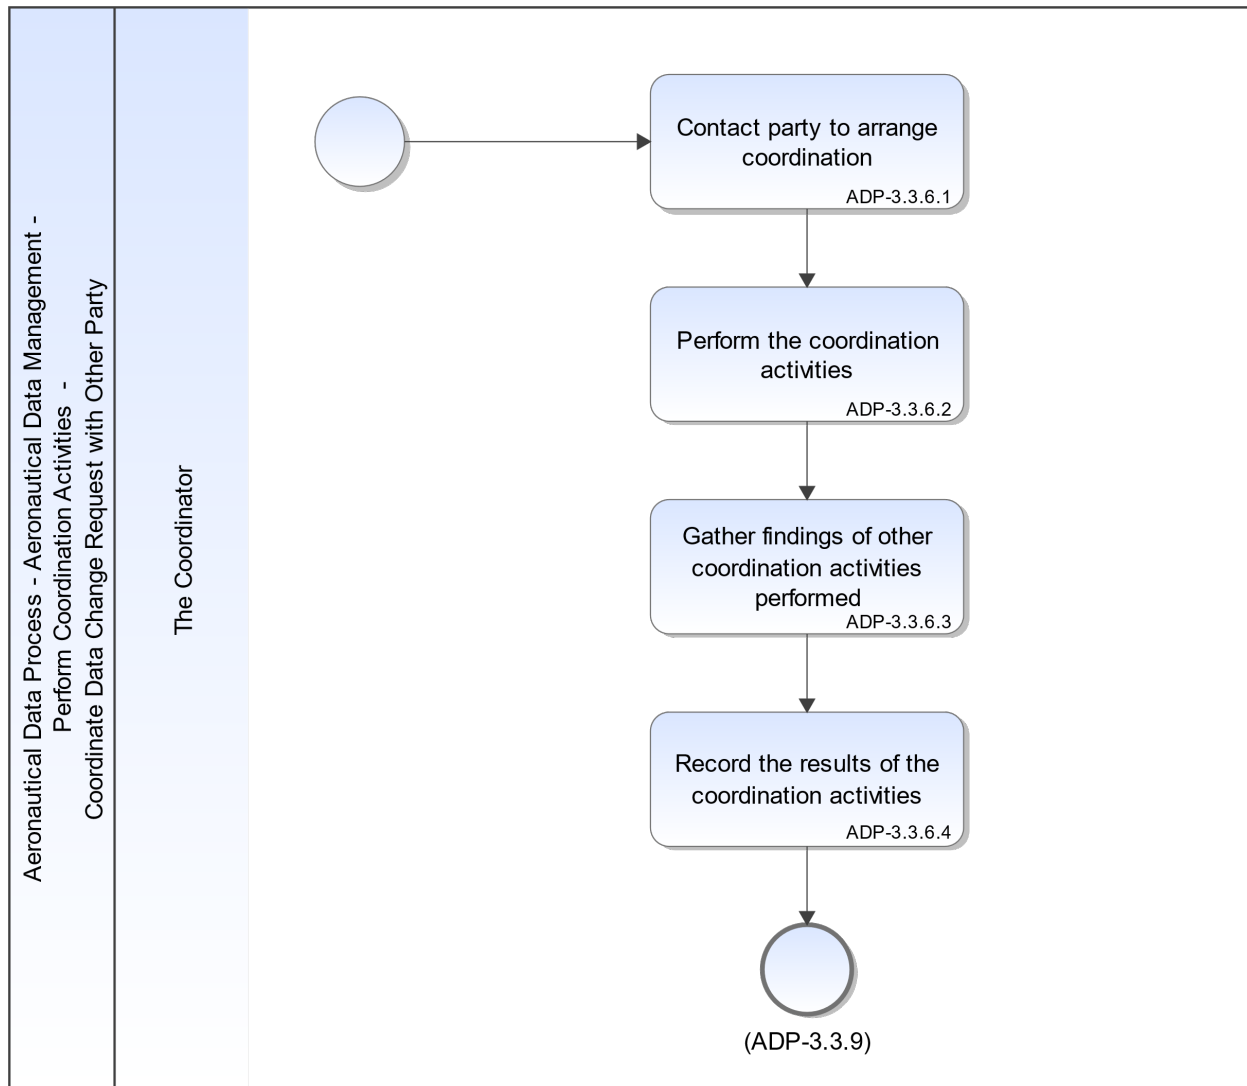 Aeronautical Data Process - Aeronautical Data Management -
Perform Coordination Activities  -
Coordinate Data Change Request with Other Party
The Coordinator
Contact party to arrange
coordination
ADP-3.3.6.1
Perform the coordination
activities
ADP-3.3.6.2
Gather findings of other
coordination activities
performed
ADP-3.3.6.3
Record the results of the
coordination activities
ADP-3.3.6.4
(ADP-3.3.9)